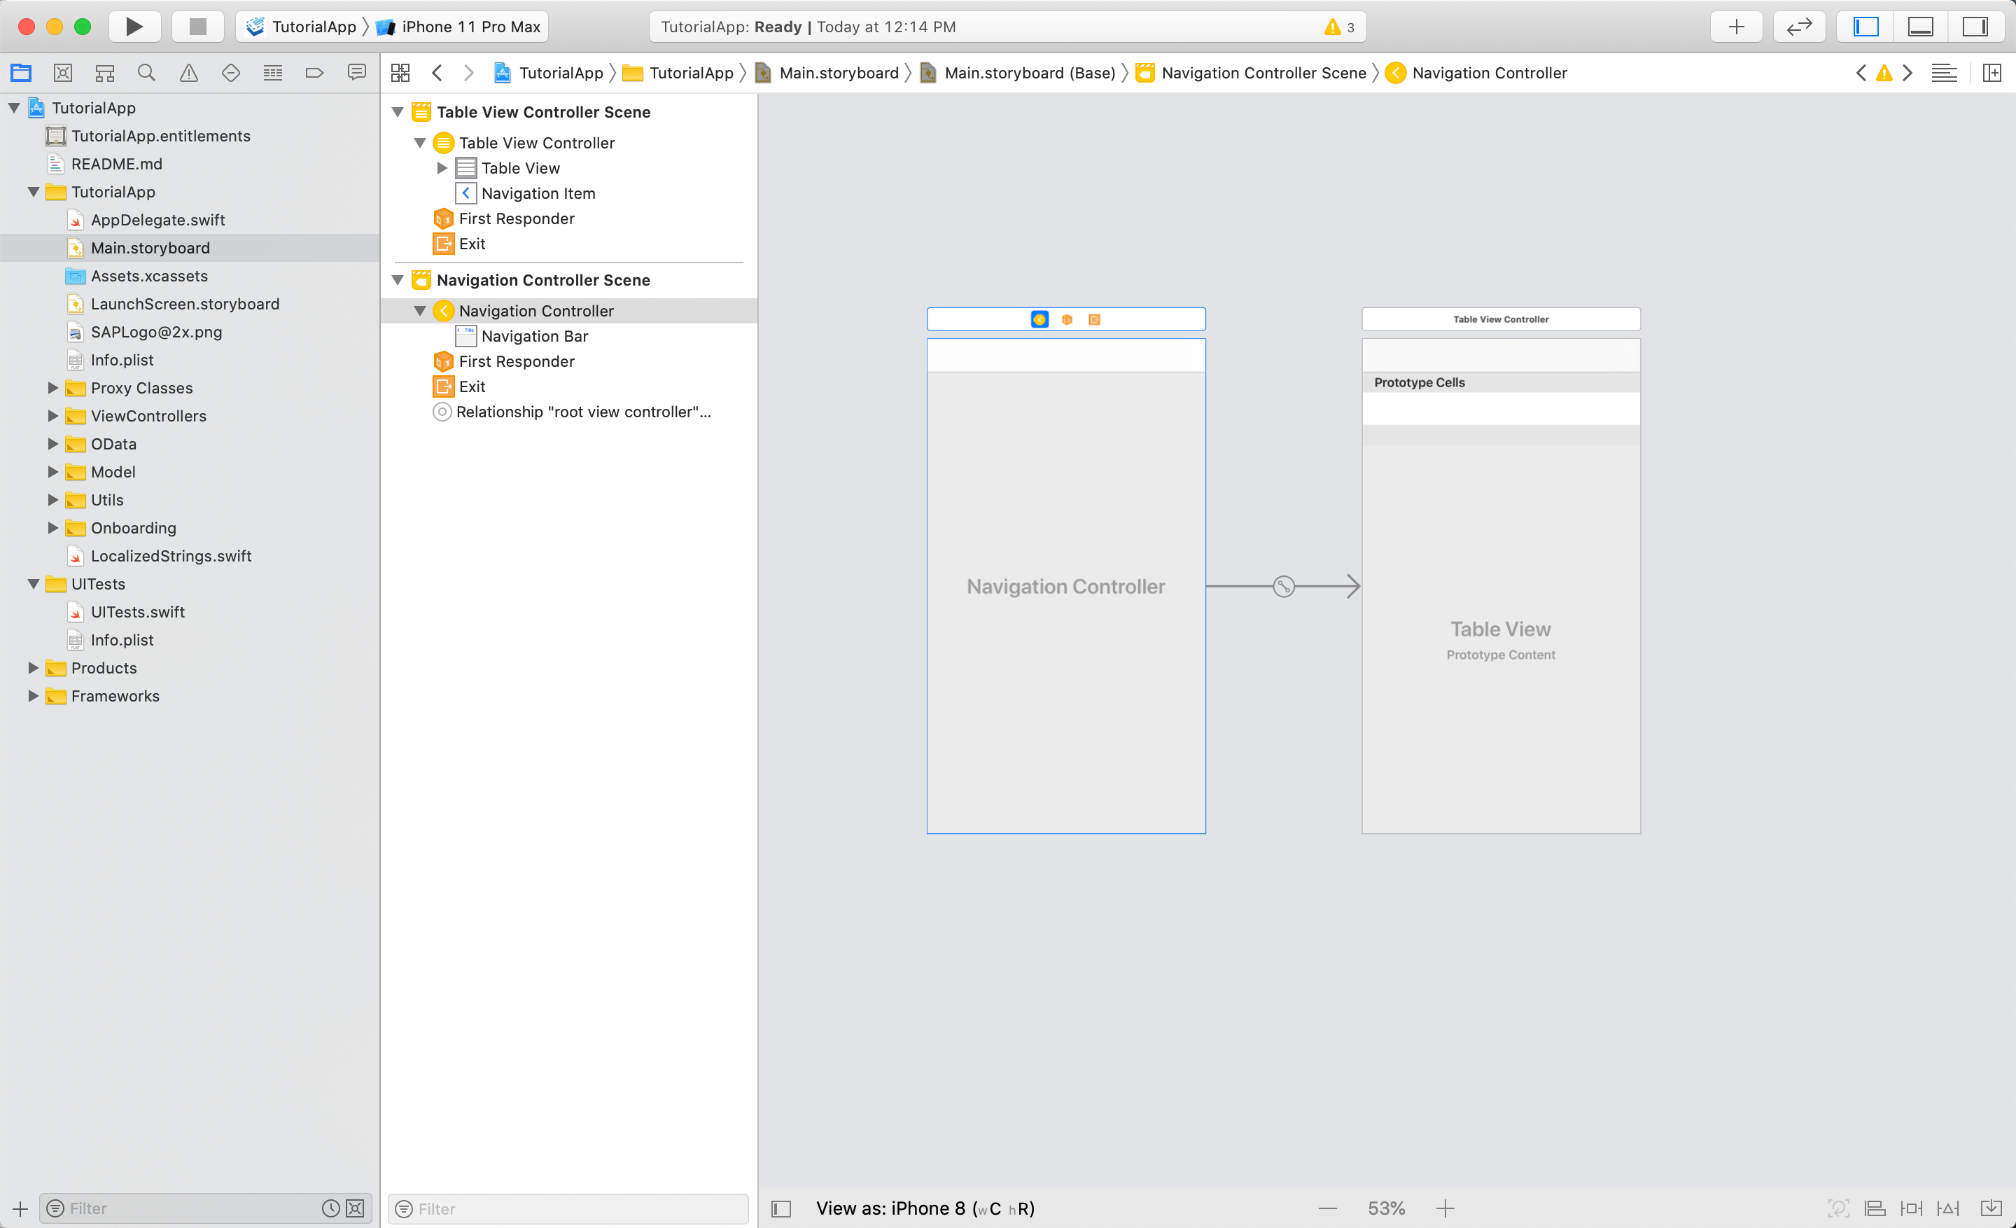 TutorialApp iPhone 11 Pro Max
TutorialApp: Ready | Today at 12:14 PM
3
TutorialApp TutorialApp Main.storyboard Main.storyboard (Base) Navigation Controller Scene Navigation Controller
TutorialApp
TutorialApp.entitlements
README.md
TutorialApp
AppDelegate.swift
Main.storyboard
Assets.xcassets
LaunchScreen.storyboard
SAPLogo@2x.png
Info.plist
Proxy Classes
ViewControllers
OData
Model
Utils
Onboarding
LocalizedStrings.swift
UITests
UITests.swift
Info.plist
Products
Frameworks
Filter
Table View Controller Scene
Table View Controller
Table View
Navigation Item
First Responder
Exit
Navigation Controller Scene
Navigation Controller
Navigation Bar
First Responder
Exit
Relationship "root view controller"...
Filter
Navigation Controller
Table View Controller
Prototype Cells
Table View
Prototype Content
View as: iPhone 8 (wC hR)
53%